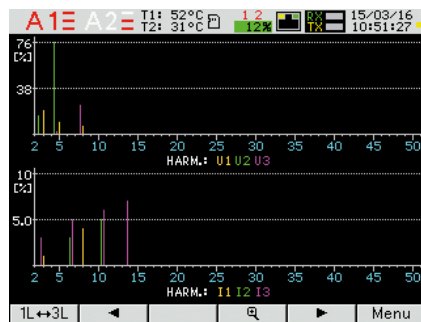 A1Ξ A2Ξ T1: 52°C 1 2 RX 15/03/16
T2: 31°C 12% TX 10:51:27
76
[%]
38
2 5 10 15 20 25 30 35 40 45 50
HARM.: U1 U2 U3
10
[%]
5.0
2 5 10 15 20 25 30 35 40 45 50
HARM.: I1 I2 I3
1L↔3L ◄ ► Menu